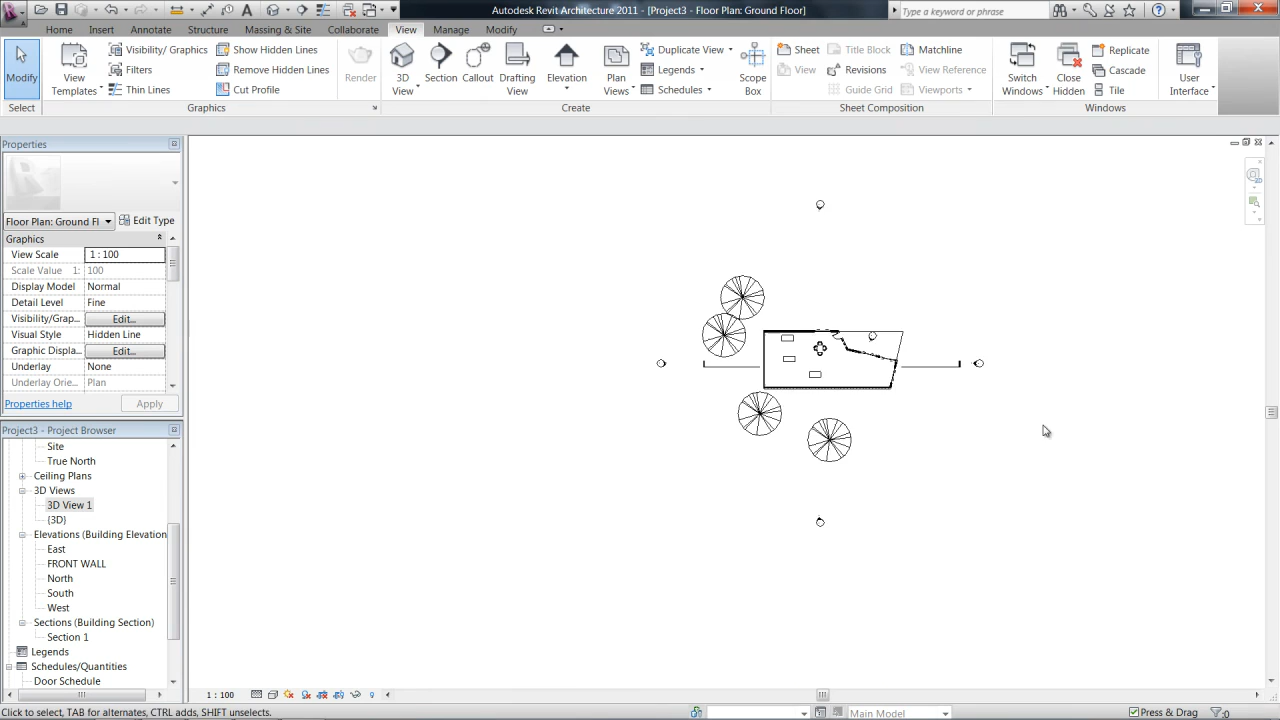 Autodesk Revit Architecture 2011 - [Project3 - Floor Plan: Ground Floor]
Type a keyword or phrase
Home Insert Annotate Structure Massing & Site Collaborate View Manage Modify
Modify
View Templates
Visibility/ Graphics
Filters
Thin Lines
Show Hidden Lines
Remove Hidden Lines
Cut Profile
Render
3D View
Section
Callout
Drafting View
Elevation
Plan Views
Duplicate View
Legends
Schedules
Scope Box
Sheet
View
Title Block
Revisions
Guide Grid
Matchline
View Reference
Viewports
Switch Windows
Close Hidden
Replicate
Cascade
Tile
User Interface
Select Graphics Create Sheet Composition Windows
Properties
Floor Plan: Ground Fl Edit Type
Graphics
View Scale 1 : 100
Scale Value 1: 100
Display Model Normal
Detail Level Fine
Visibility/Grap... Edit...
Visual Style Hidden Line
Graphic Displa... Edit...
Underlay None
Underlay Orie... Plan
Properties help Apply
Project3 - Project Browser
Site
True North
Ceiling Plans
3D Views
3D View 1
{3D}
Elevations (Building Elevation
East
FRONT WALL
North
South
West
Sections (Building Section)
Section 1
Legends
Schedules/Quantities
Door Schedule
1 : 100
Click to select, TAB for alternates, CTRL adds, SHIFT unselects.
Main Model
Press & Drag
:0